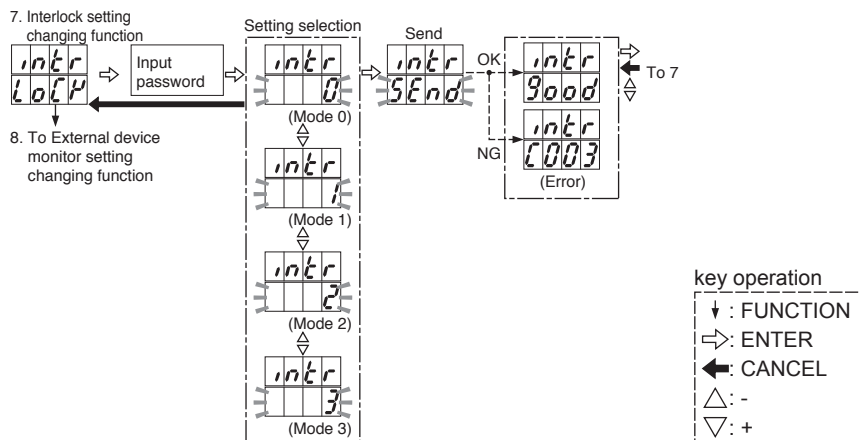 7. Interlock setting
changing function
intr
LoCK
8. To External device
monitor setting
changing function
Input
password
Setting selection
intr
0
(Mode 0)
intr
1
(Mode 1)
intr
2
(Mode 2)
intr
3
(Mode 3)
Send
intr
SEnd
OK
NG
intr
good
intr
C003
(Error)
To 7
key operation
: FUNCTION
: ENTER
: CANCEL
: -
: +